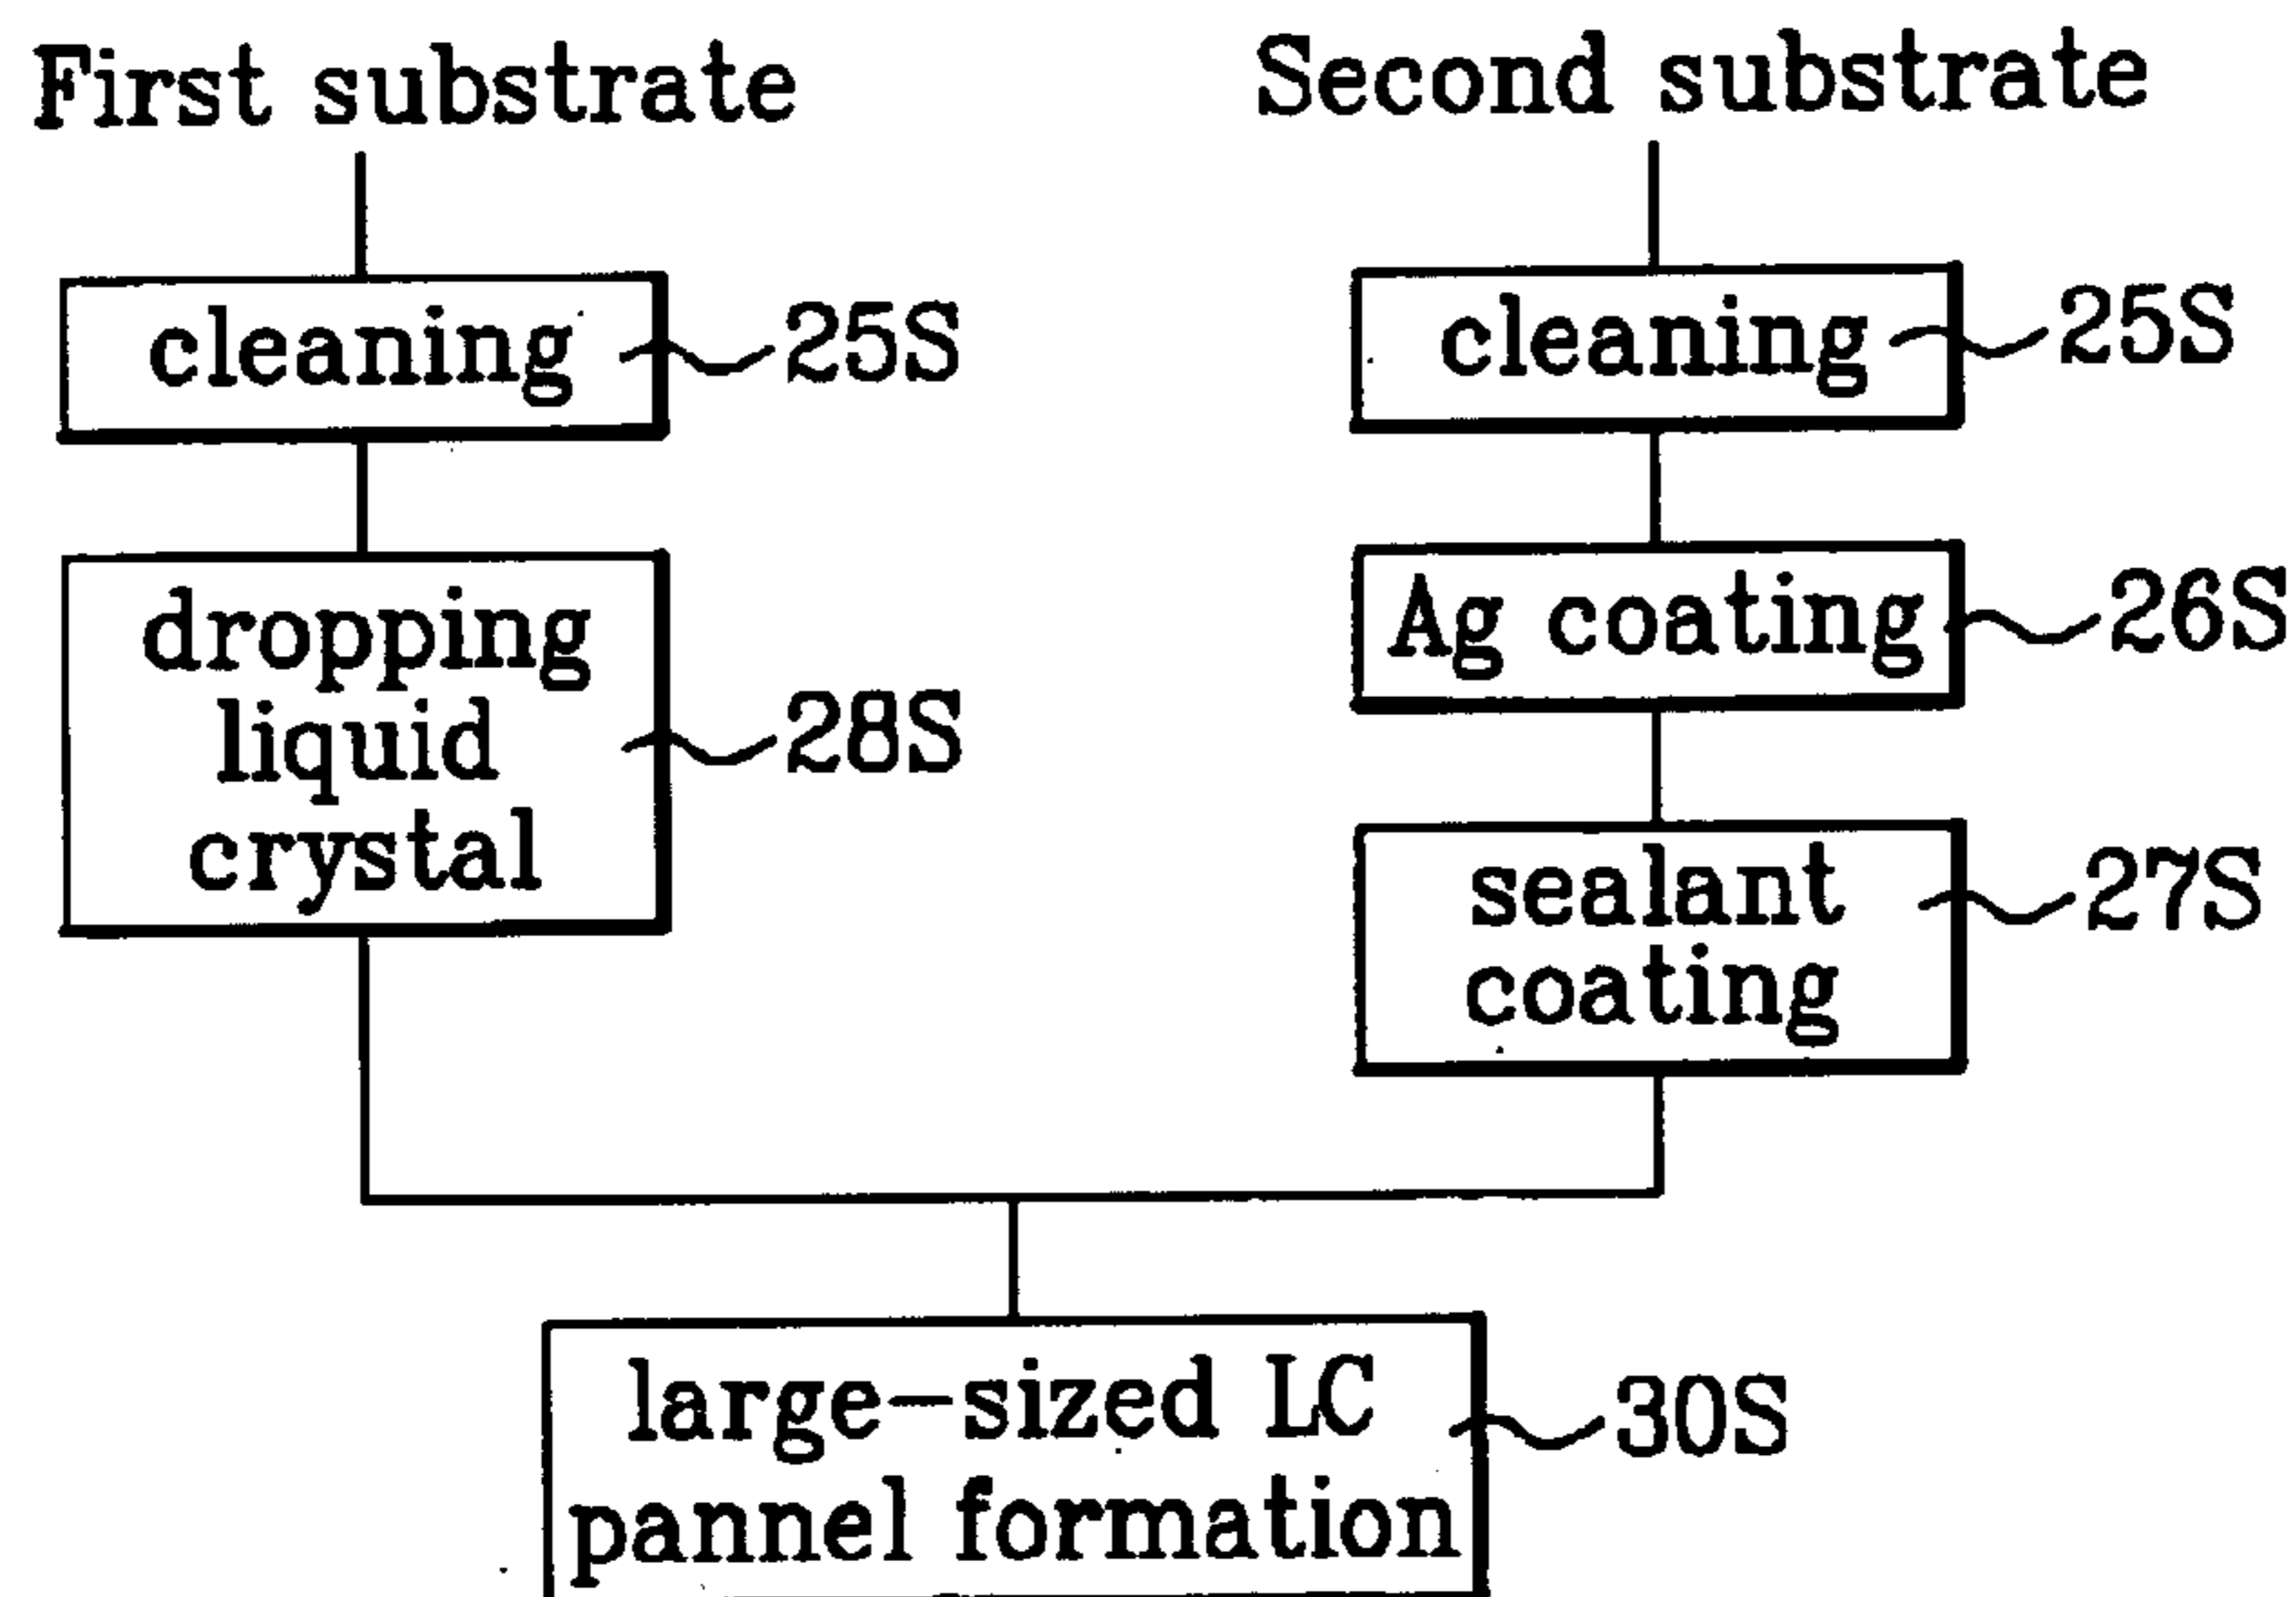 First substrate
cleaning
25S
dropping
liquid
crystal
28S
Second substrate
cleaning
25S
Ag coating
26S
sealant
coating
27S
large-sized LC
pannel formation
30S